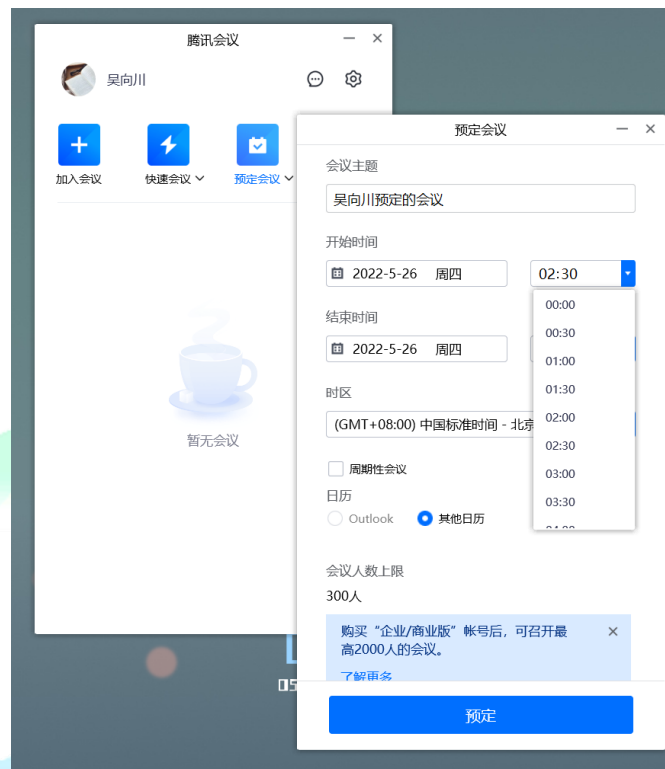 腾讯会议
吴向川
加入会议
快速会议
预定会议
暂无会议
预定会议
会议主题
吴向川预定的会议
开始时间
2022-5-26 周四
02:30
00:00
00:30
01:00
01:30
02:00
02:30
03:00
03:30
结束时间
2022-5-26 周四
时区
(GMT+08:00) 中国标准时间 - 北京
周期性会议
日历
Outlook
其他日历
会议人数上限
300人
购买“企业/商业版”帐号后，可召开最
高2000人的会议。
了解更多
预定
05